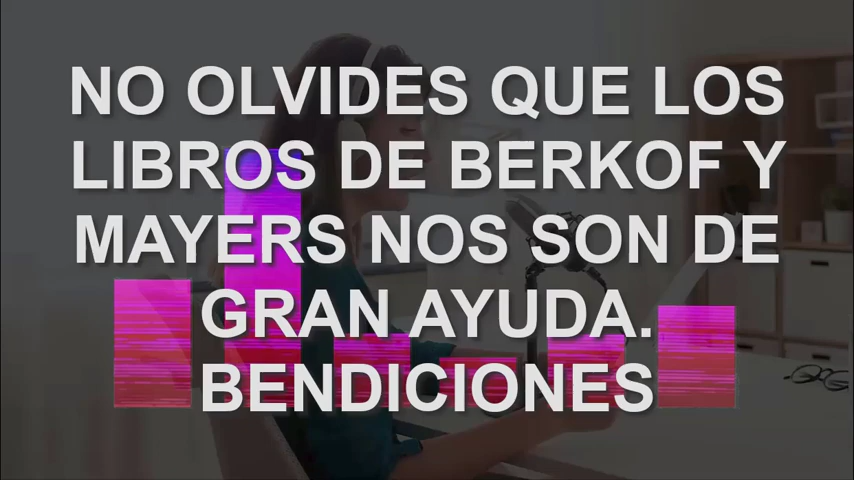 NO OLVIDES QUE LOS
LIBROS DE BERKOF Y
MAYERS NOS SON DE
GRAN AYUDA.
BENDICIONES